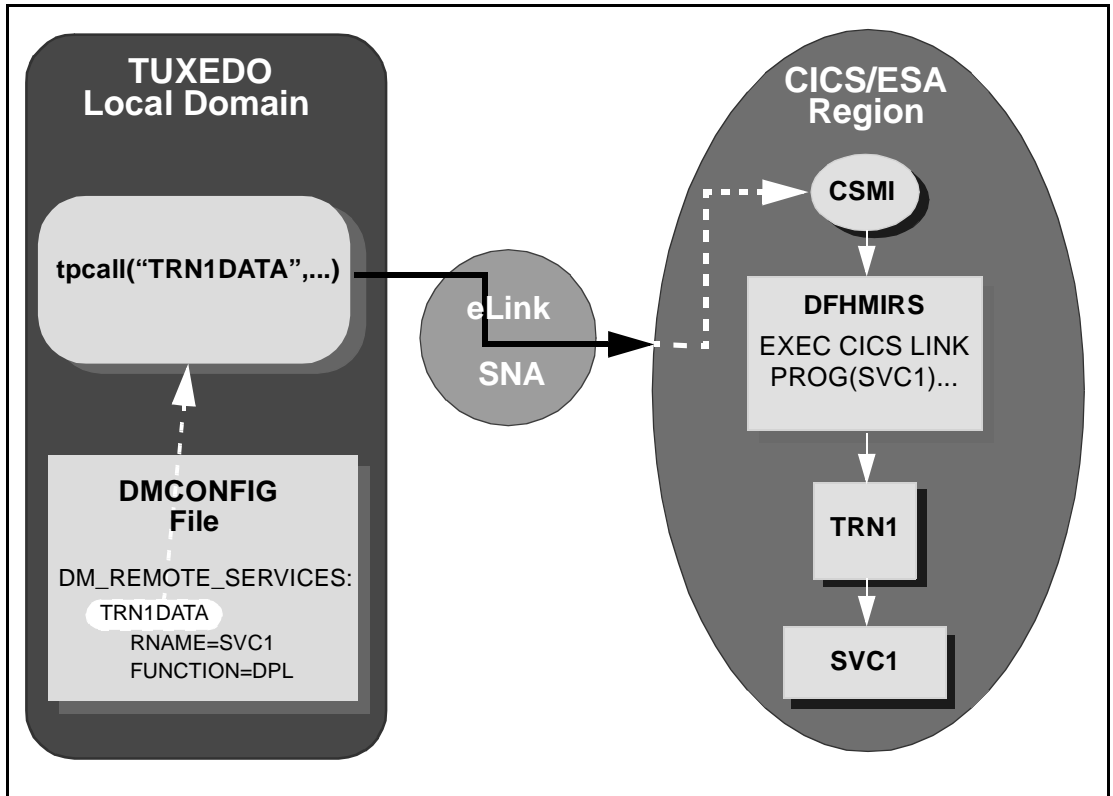 TUXEDO
Local Domain
tpcall(“TRN1DATA”,...)
DMCONFIG
File
DM_REMOTE_SERVICES:
TRN1DATA
RNAME=SVC1
FUNCTION=DPL
eLink
SNA
CICS/ESA
Region
CSMI
DFHMIRS
EXEC CICS LINK
PROG(SVC1)...
TRN1
SVC1